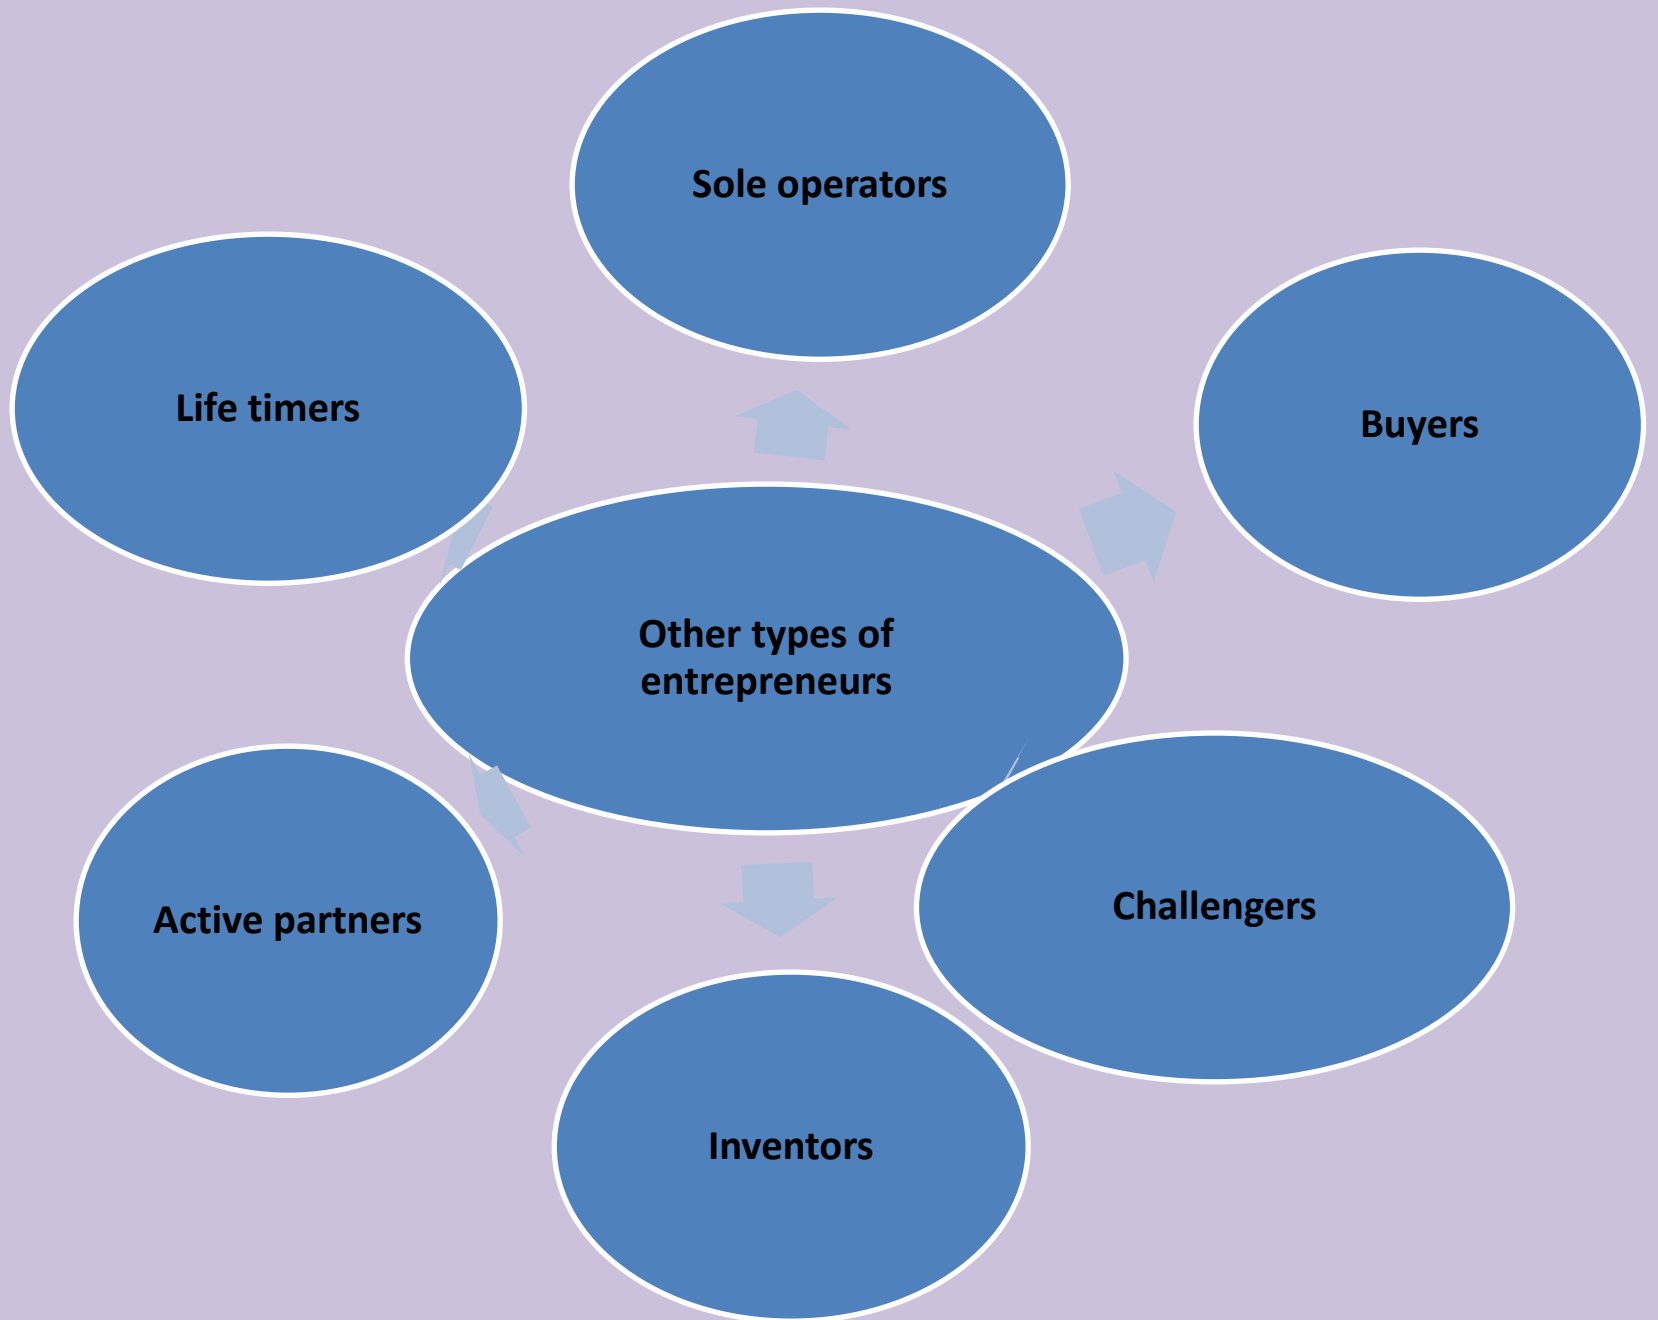 Sole operators
Life timers
Buyers
Other types of
entrepreneurs
Active partners
Challengers
Inventors